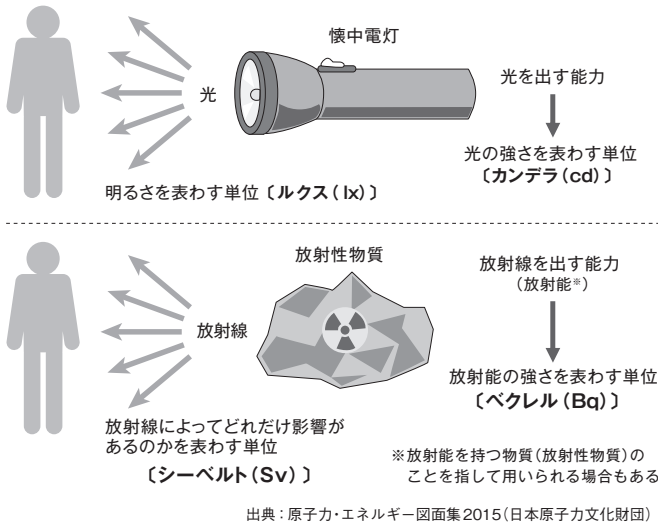 懐中電灯
光
光を出す能力
光の強さを表わす単位
〔カンデラ(cd)〕
明るさを表わす単位〔ルクス(lx)〕
放射性物質
放射線
放射線を出す能力
(放射能※)
放射能の強さを表わす単位
〔ベクレル(Bq)〕
放射線によってどれだけ影響が
あるのかを表わす単位
〔シーベルト(Sv)〕
※放射能を持つ物質(放射性物質)の
ことを指して用いられる場合もある
出典:原子力・エネルギー図面集2015(日本原子力文化財団)